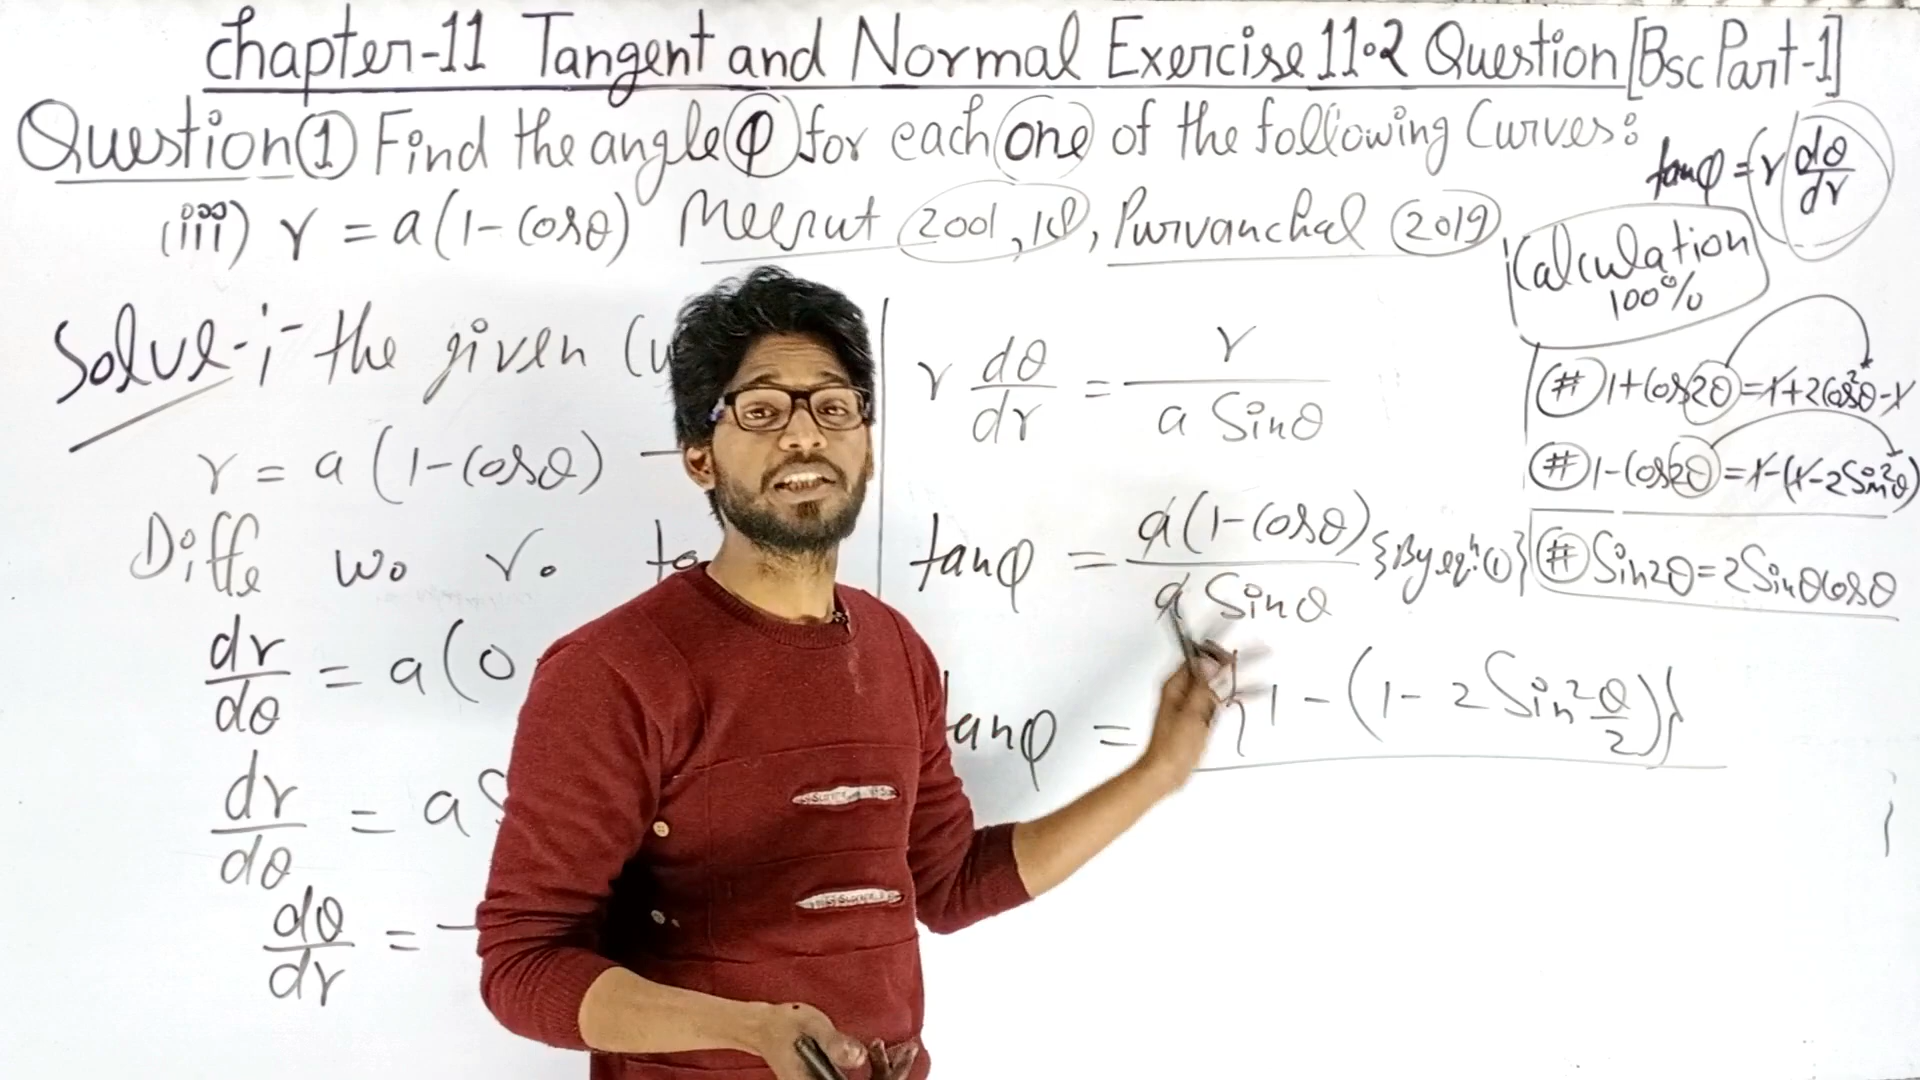 Chapter-11 Tangent and Normal Exercise 11.2 Question [Bsc Part-1]
Question ① Find the angle φ for each one of the following Curves:
tanφ = r dθ/dr
(iii) r = a(1-Cosθ) Meerut 2001, 10, Purvanchal 2019
Calculation
100%
Solve-;- the given
r = a(1-Cosθ)
Diff. w. r. to
dr/dθ = a(0
dr/dθ = a
dθ/dr =
r dθ/dr = r/(a Sinθ)
tanφ = a(1-Cosθ)/(a Sinθ) {By eqⁿ (1)}
tanφ = {1-(1-2Sin²θ/2)}
# 1+Cos2θ = 1+2Cos²θ-1
# 1-Cos2θ = 1-(1-2Sin²θ)
# Sin2θ = 2SinθCosθ